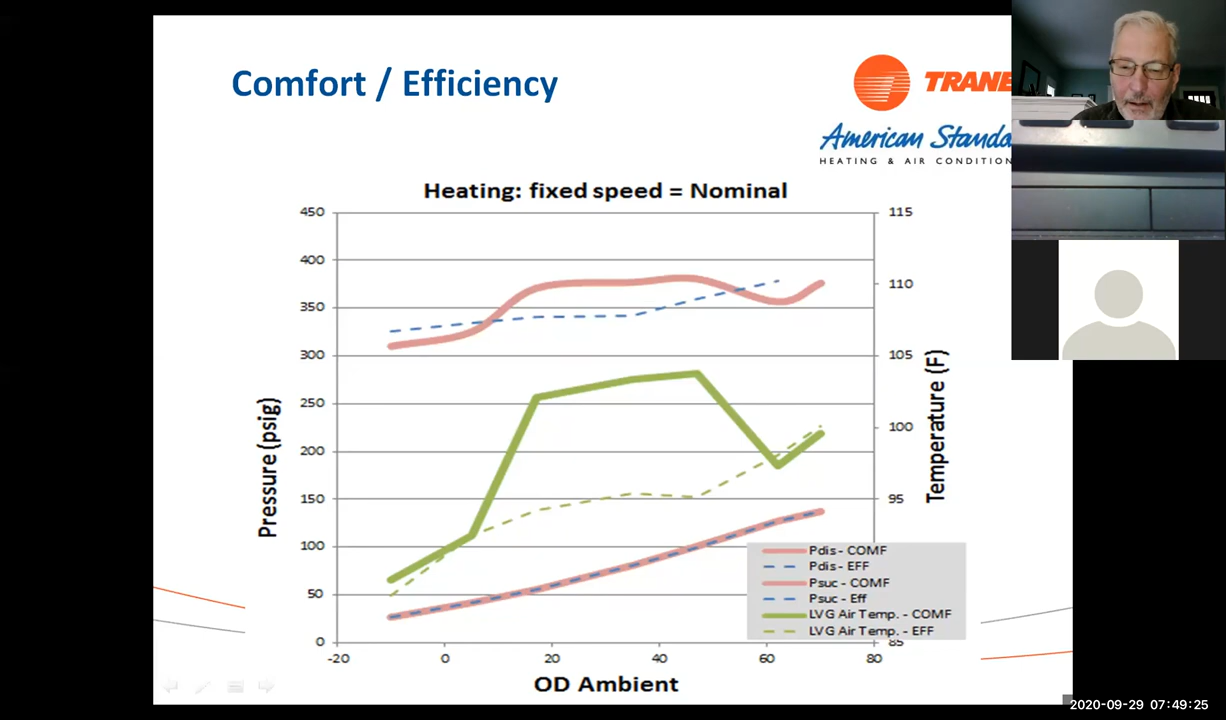 Comfort / Efficiency
TRANE
American Standa
HEATING & AIR CONDITION
Heating: fixed speed = Nominal
450
400
350
300
250
200
150
100
50
0
115
110
105
100
95
85
Pressure (psig)
Temperature (F)
-20
0
20
40
60
80
OD Ambient
Pdis - COMF
Pdis - EFF
Psuc - COMF
Psuc - Eff
LVG Air Temp. - COMF
LVG Air Temp. - EFF
2020-09-29 07:49:25